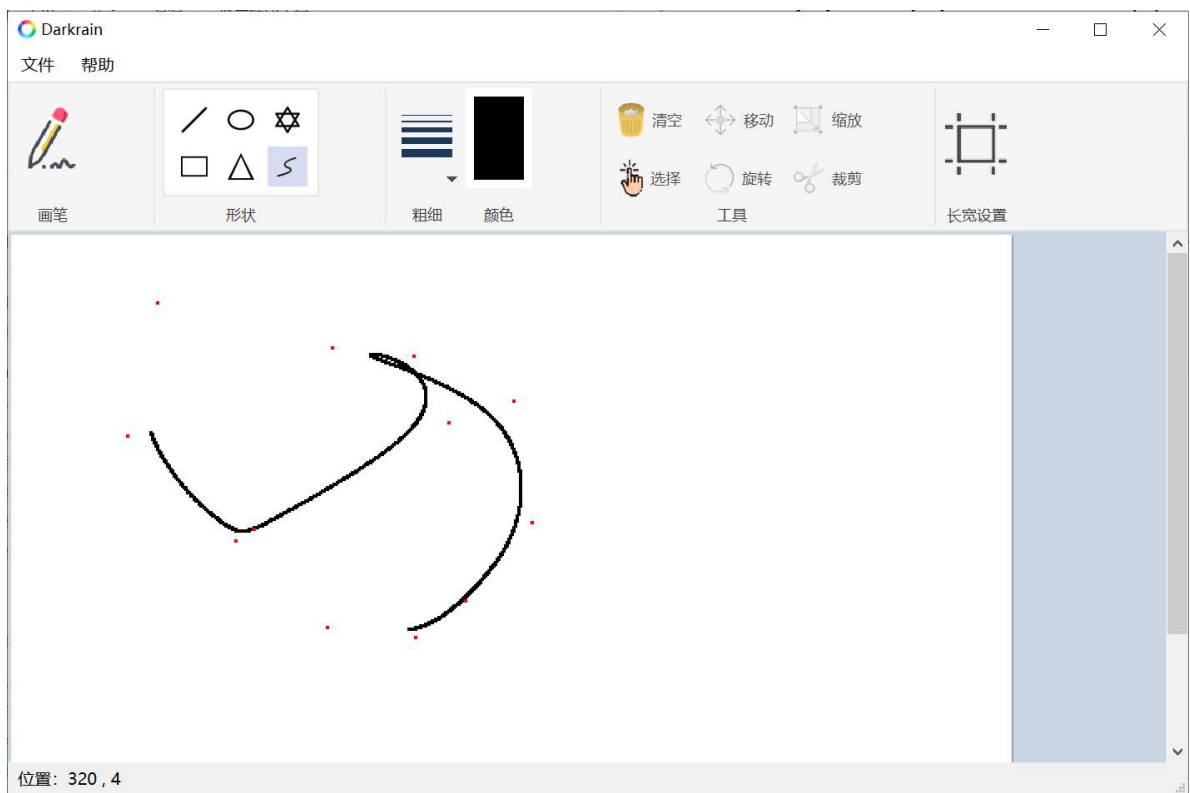 Darkrain
文件 帮助
清空 移动 缩放
选择 旋转 裁剪
画笔 形状 粗细 颜色 工具 长宽设置
位置: 320 , 4